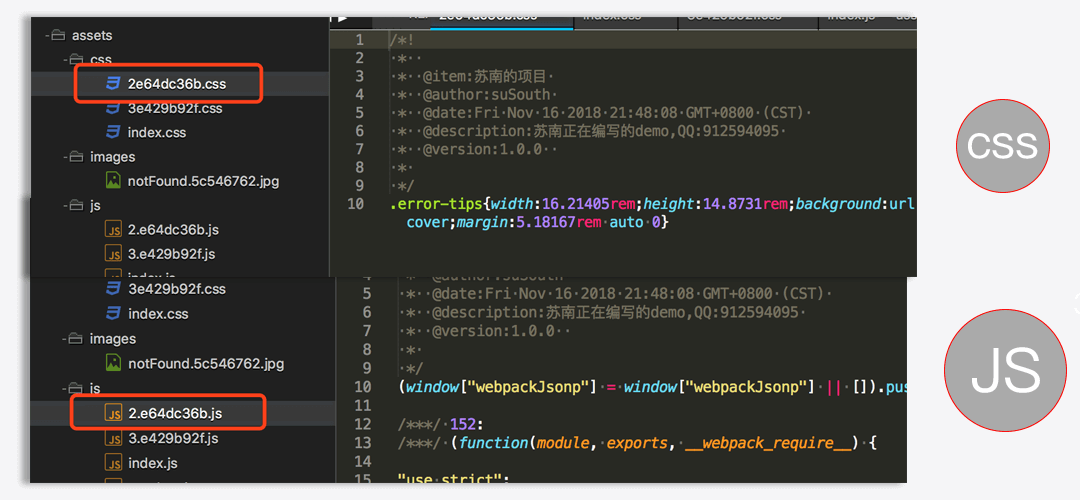 assets
css
2e64dc36b.css
3e429b92f.css
index.css
images
notFound.5c546762.jpg
js
2.e64dc36b.js
3.e429b92f.js
index.js
2e64dc36b.css
index.css
3e429b92f.css
index.js
1 /*!
2 *
3 * @item:苏南的项目
4 * @author:suSouth
5 * @date:Fri Nov 16 2018 21:48:08 GMT+0800 (CST)
6 * @description:苏南正在编写的demo,QQ:912594095
7 * @version:1.0.0
8 *
9 */
10 .error-tips{width:16.21405rem;height:14.8731rem;background:url
cover;margin:5.18167rem auto 0}
CSS
3e429b92f.css
index.css
images
notFound.5c546762.jpg
js
2.e64dc36b.js
3.e429b92f.js
index.js
4 * @author:suSouth
5 * @date:Fri Nov 16 2018 21:48:08 GMT+0800 (CST)
6 * @description:苏南正在编写的demo,QQ:912594095
7 * @version:1.0.0
8 *
9 */
10 (window["webpackJsonp"] = window["webpackJsonp"] || []).pus
11
12 /***/ 152:
13 /***/ (function(module, exports, __webpack_require__) {
14
15 "use strict";
JS